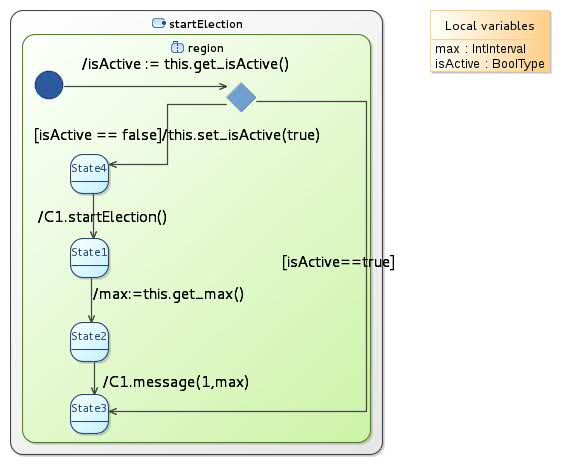 startElection
region
/isActive := this.get_isActive()
[isActive == false]/this.set_isActive(true)
State4
/C1.startElection()
State1
[isActive==true]
/max:=this.get_max()
State2
/C1.message(1,max)
State3
Local variables
max : IntInterval
isActive : BoolType